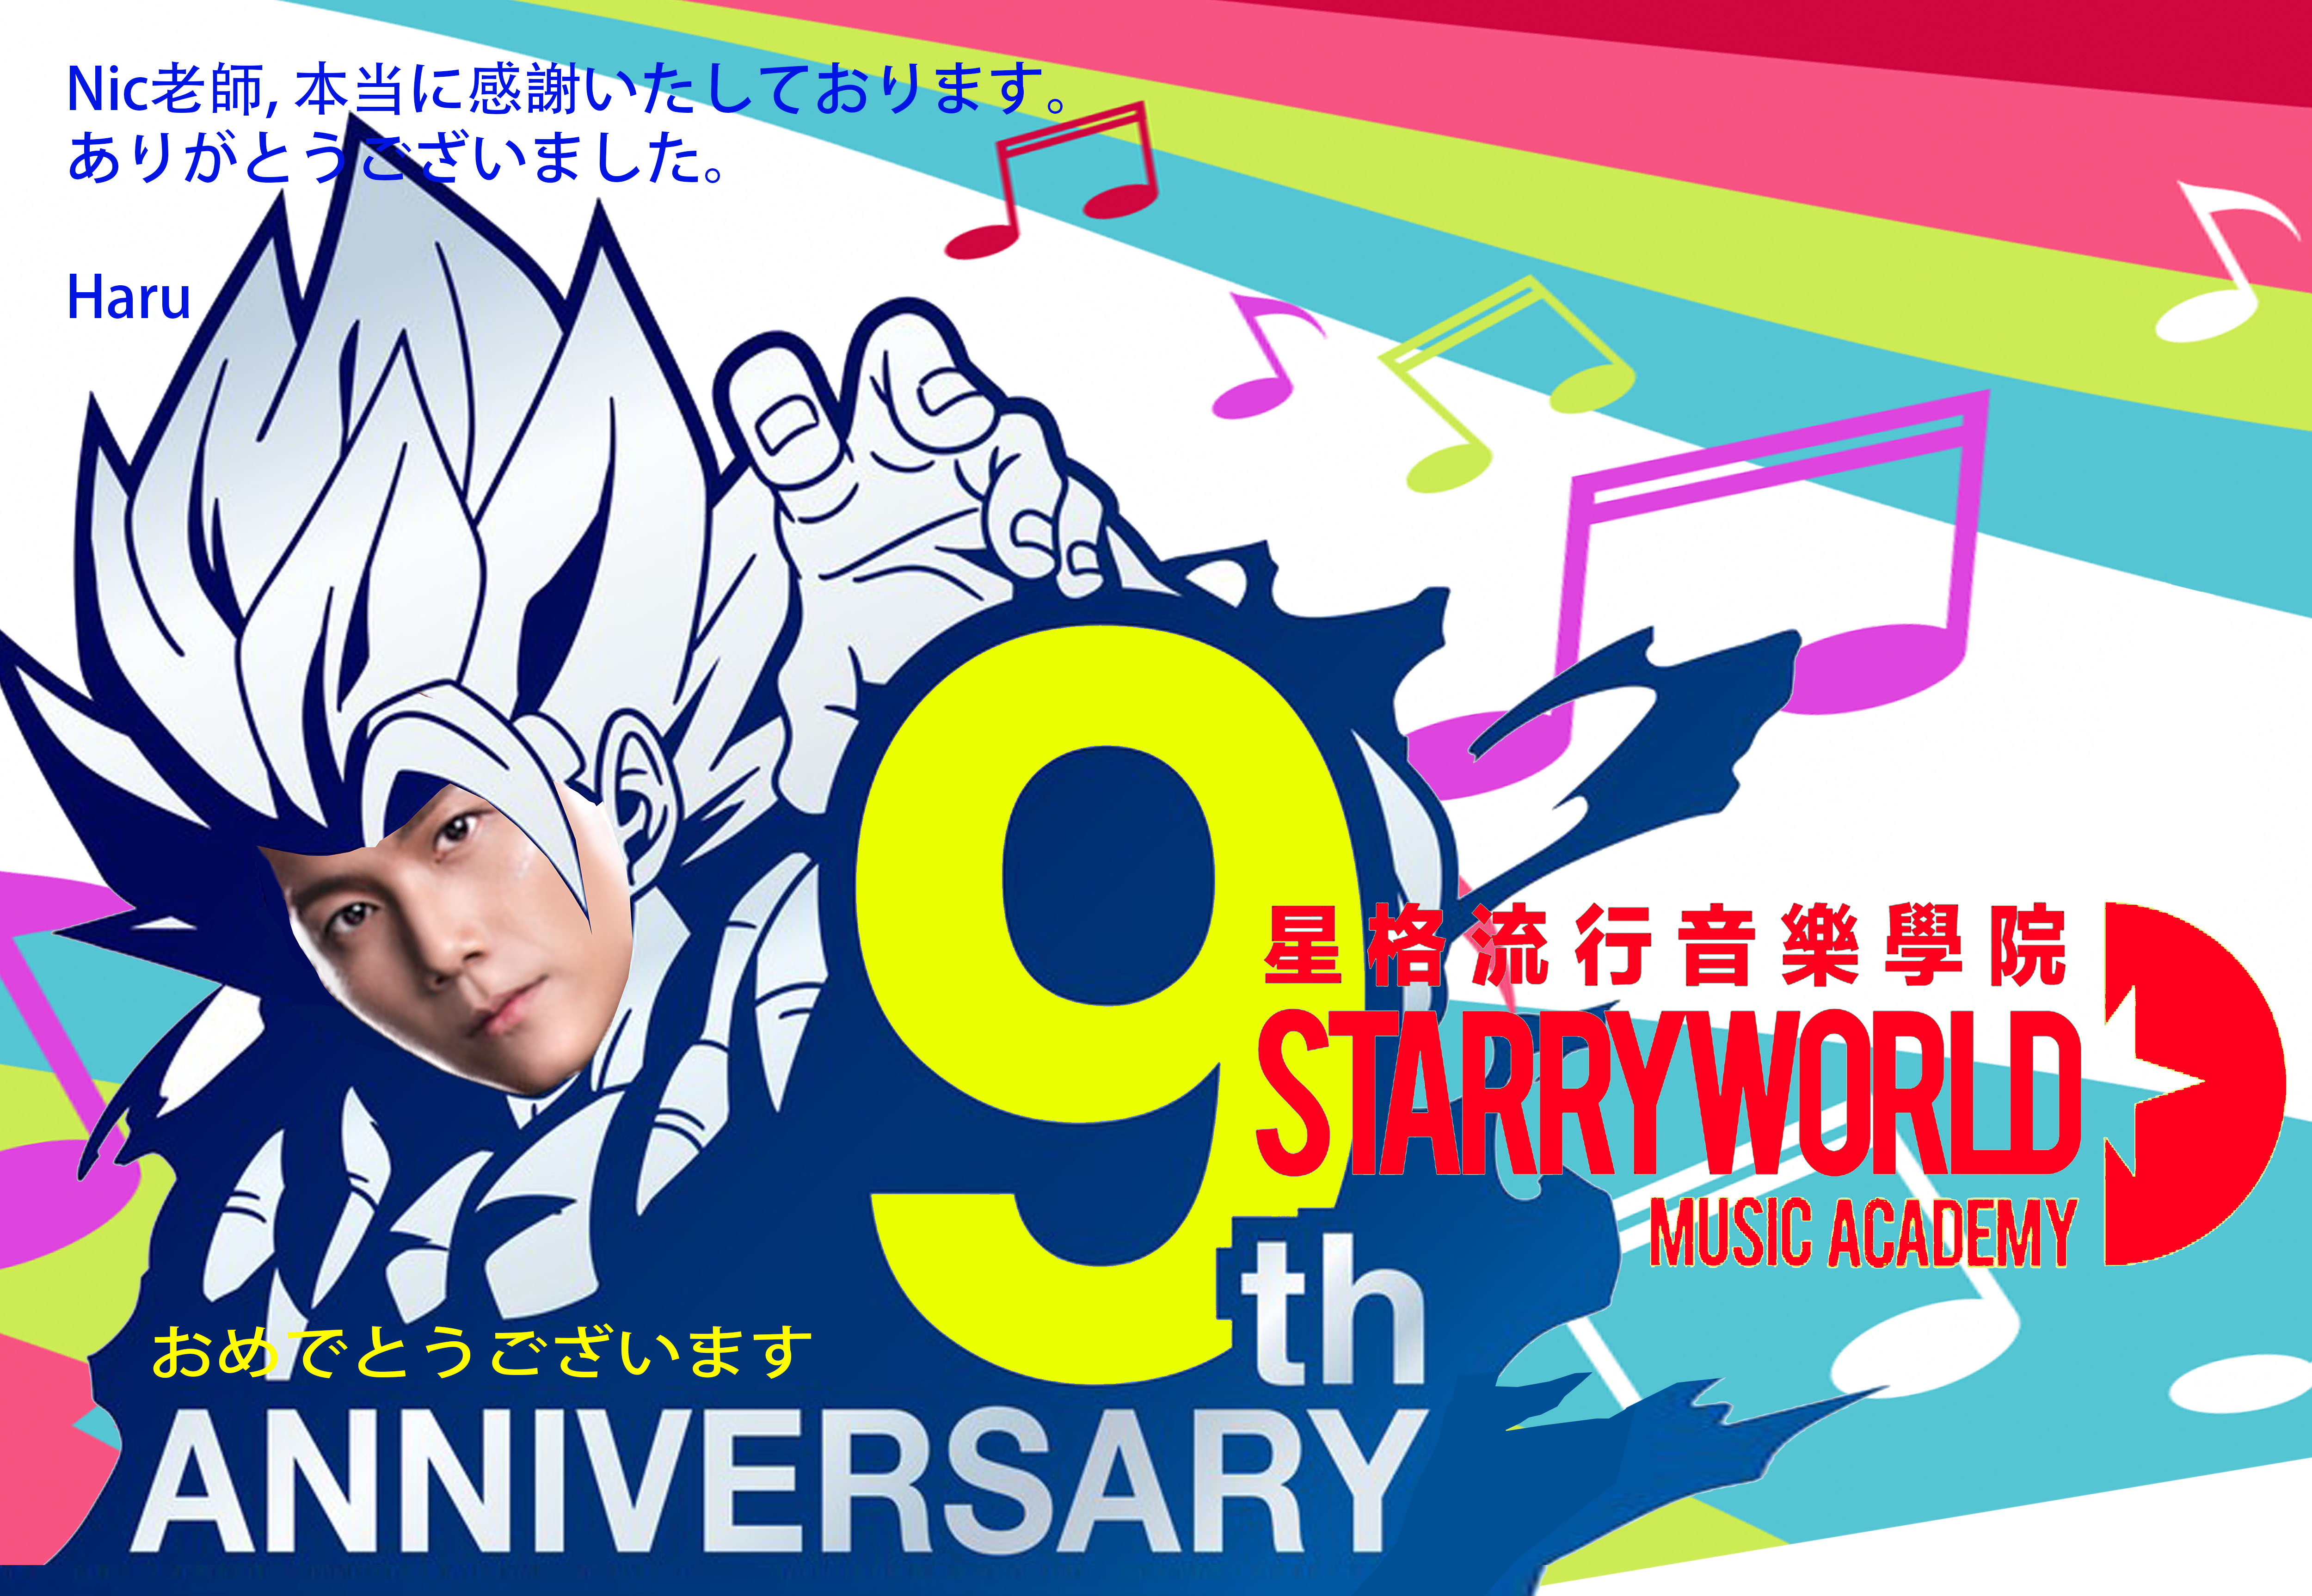 Nic老師, 本当に感謝いたしております。
ありがとうございました。
Haru
9th
星格流行音樂學院
STARRYWORLD
MUSIC ACADEMY
おめでとうございます
ANNIVERSARY